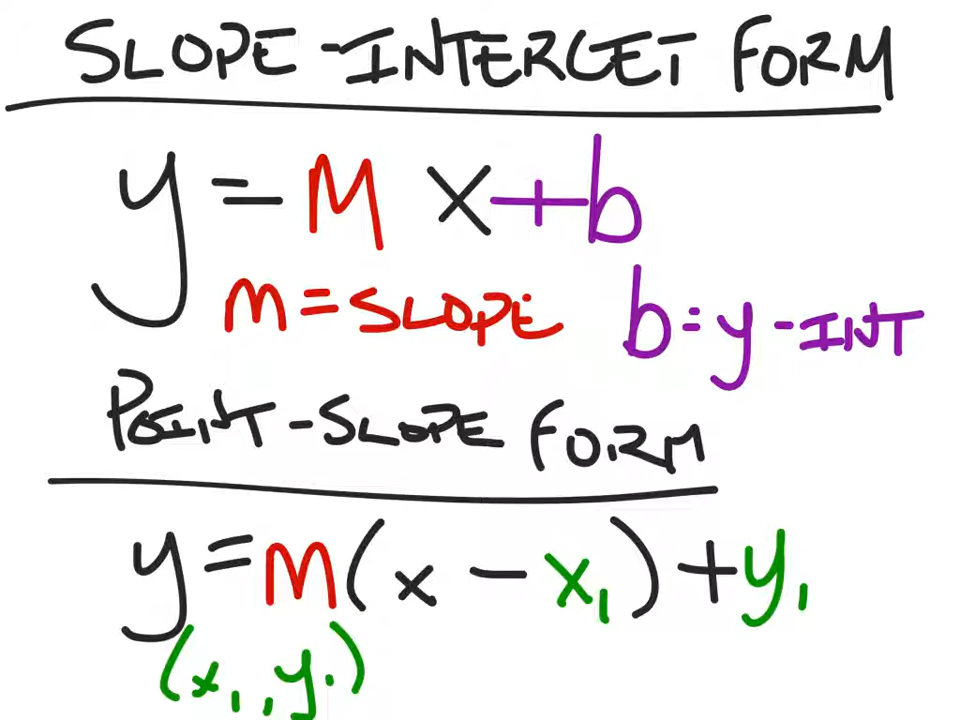 SLOPE-INTERCET FORM
y = M x + b
m = SLOPE b = y-INT
POINT-SLOPE FORM
y = M(x - x₁) + y₁
(x₁, y₁)